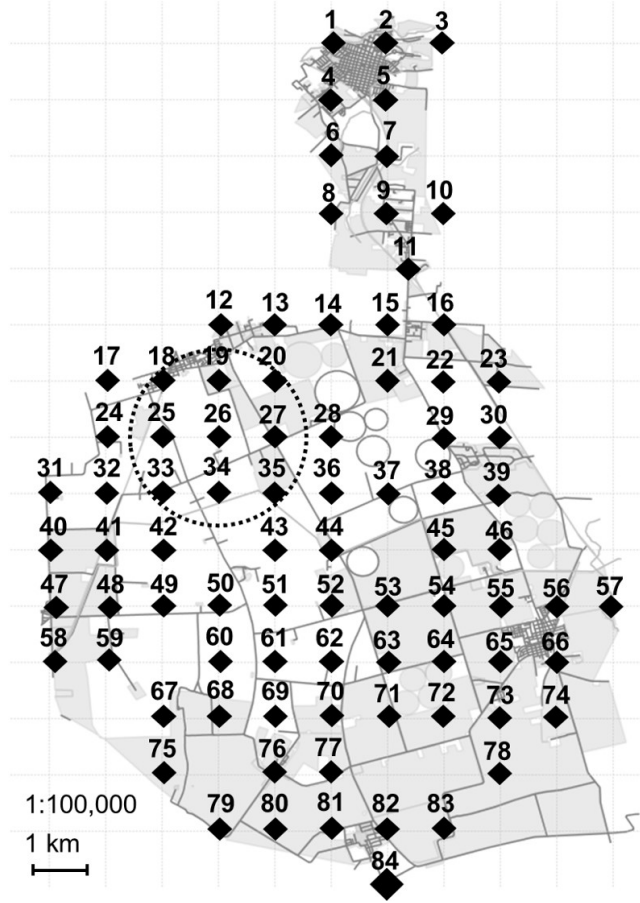 1 2 3
4 5
6 7
8 9 10
11
12 13 14 15 16
17 18 19 20 21 22 23
24 25 26 27 28 29 30
31 32 33 34 35 36 37 38 39
40 41 42 43 44 45 46
47 48 49 50 51 52 53 54 55 56 57
58 59 60 61 62 63 64 65 66
67 68 69 70 71 72 73 74
75 76 77 78
1:100,000
79 80 81 82 83
1 km
84